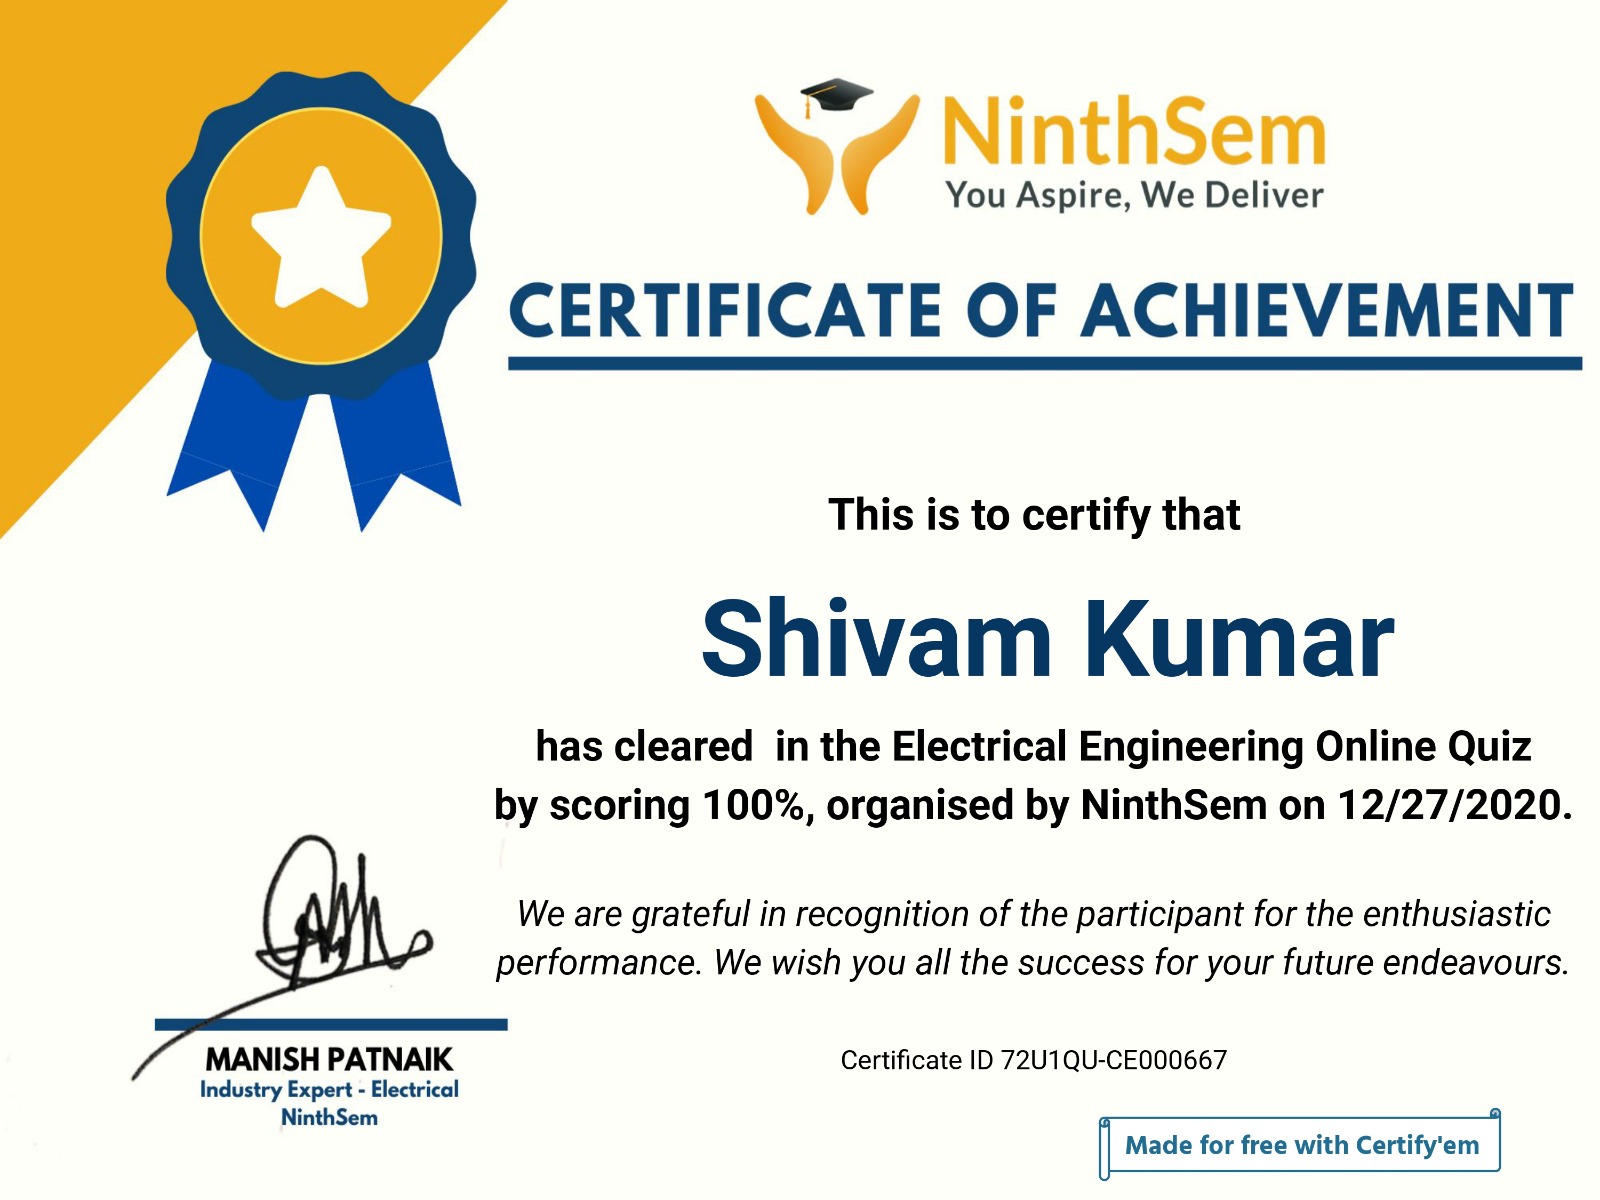 NinthSem
You Aspire, We Deliver
CERTIFICATE OF ACHIEVEMENT
This is to certify that
Shivam Kumar
has cleared  in the Electrical Engineering Online Quiz
by scoring 100%, organised by NinthSem on 12/27/2020.
We are grateful in recognition of the participant for the enthusiastic
performance. We wish you all the success for your future endeavours.
MANISH PATNAIK
Industry Expert - Electrical
NinthSem
Certificate ID 72U1QU-CE000667
Made for free with Certify'em